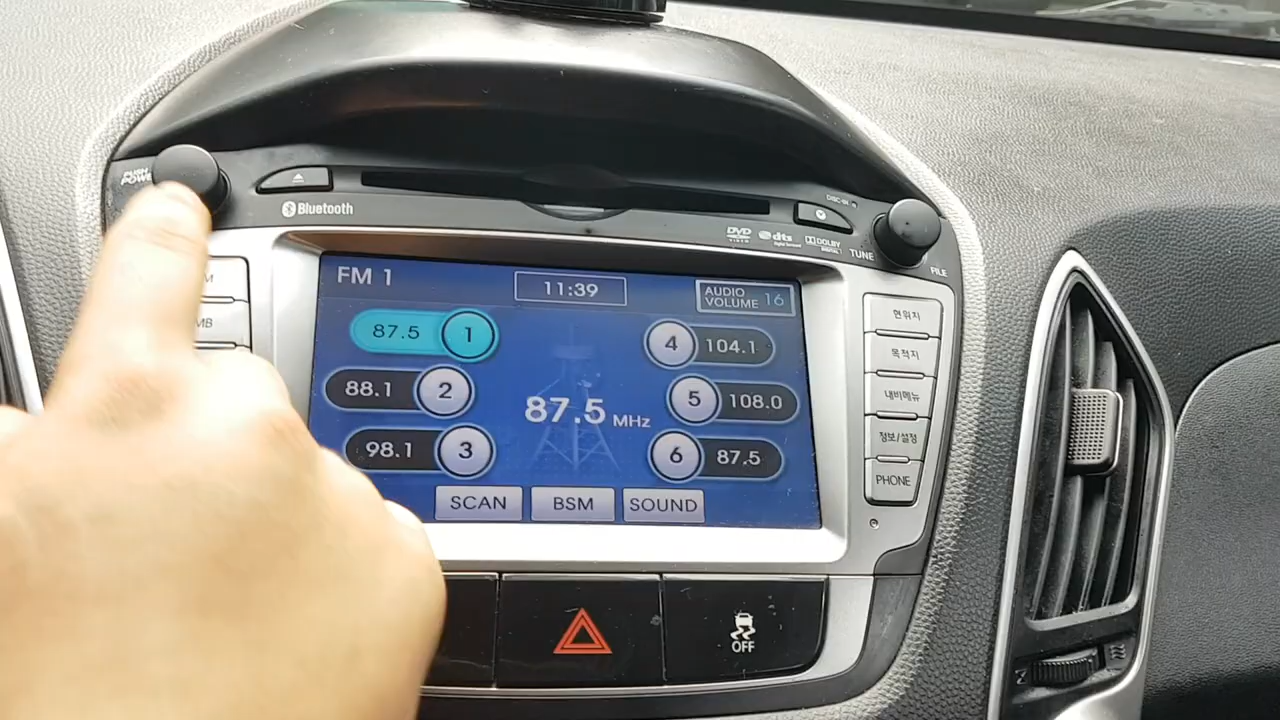 PUSH
POWER
Bluetooth
DISC-IN
DVD
VIDEO
dts
Digital Surround
DOLBY
DIGITAL
TUNE
FILE
FM 1
11:39
AUDIO
VOLUME 16
87.5 1
88.1 2
98.1 3
87.5 MHz
4 104.1
5 108.0
6 87.5
SCAN
BSM
SOUND
현위치
목적지
내비메뉴
정보/설정
PHONE
OFF